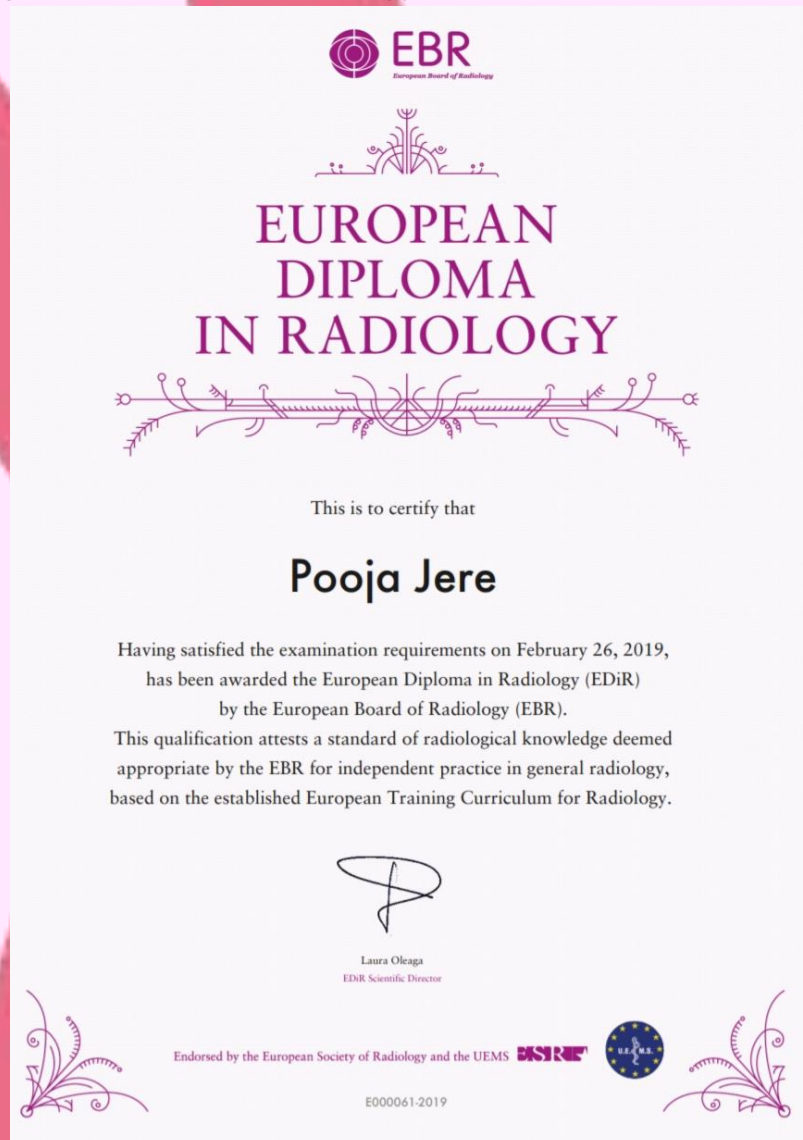 EBR
European Board of Radiology
EUROPEAN
DIPLOMA
IN RADIOLOGY
This is to certify that
Pooja Jere
Having satisfied the examination requirements on February 26, 2019,
has been awarded the European Diploma in Radiology (EDiR)
by the European Board of Radiology (EBR).
This qualification attests a standard of radiological knowledge deemed
appropriate by the EBR for independent practice in general radiology,
based on the established European Training Curriculum for Radiology.
Laura Oleaga
EDiR Scientific Director
Endorsed by the European Society of Radiology and the UEMS
U.E.M.S.
E000061-2019